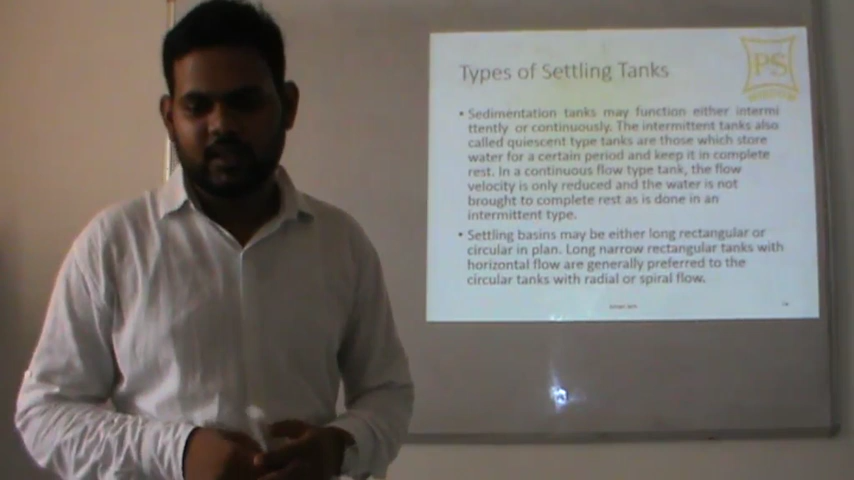 Types of Settling Tanks
PS
• Sedimentation tanks may function either intermi
ttently or continuously. The intermittent tanks also
called quiescent type tanks are those which store
water for a certain period and keep it in complete
rest. In a continuous flow type tank, the flow
velocity is only reduced and the water is not
brought to complete rest as is done in an
intermittent type.
• Settling basins may be either long rectangular or
circular in plan. Long narrow rectangular tanks with
horizontal flow are generally preferred to the
circular tanks with radial or spiral flow.